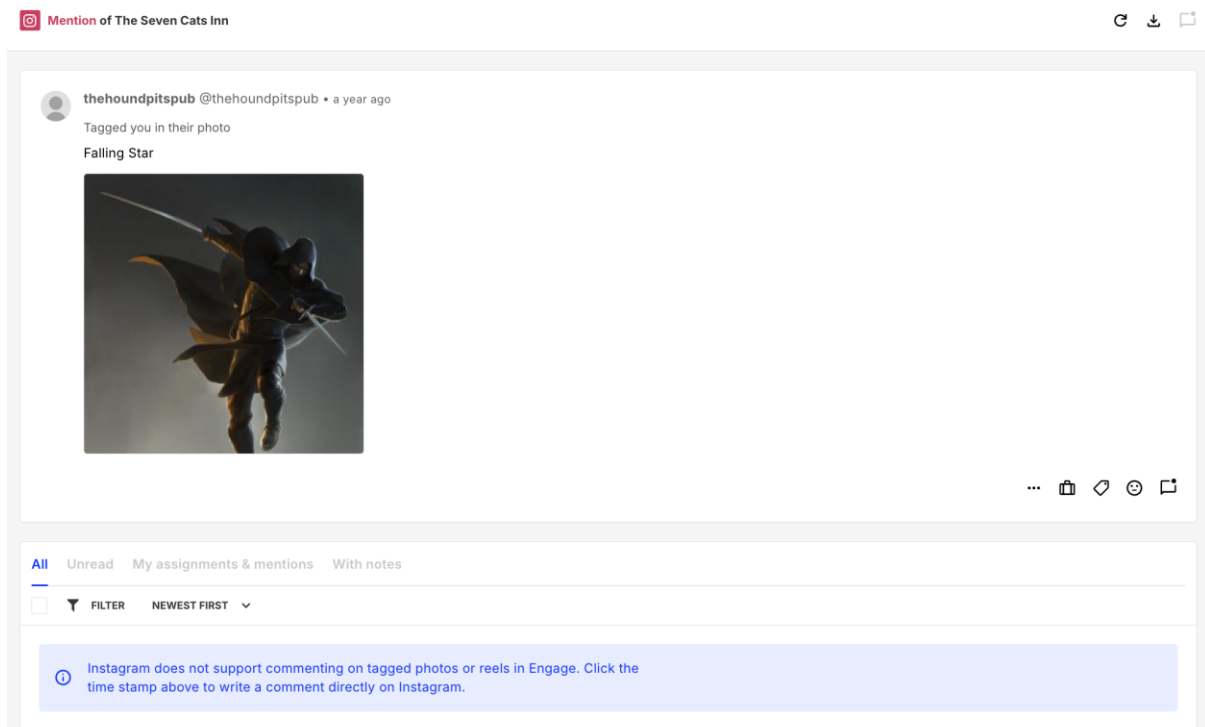 Mention of The Seven Cats Inn
thehoundpitspub @thehoundpitspub • a year ago
Tagged you in their photo
Falling Star
All Unread My assignments & mentions With notes
FILTER NEWEST FIRST
Instagram does not support commenting on tagged photos or reels in Engage. Click the
time stamp above to write a comment directly on Instagram.